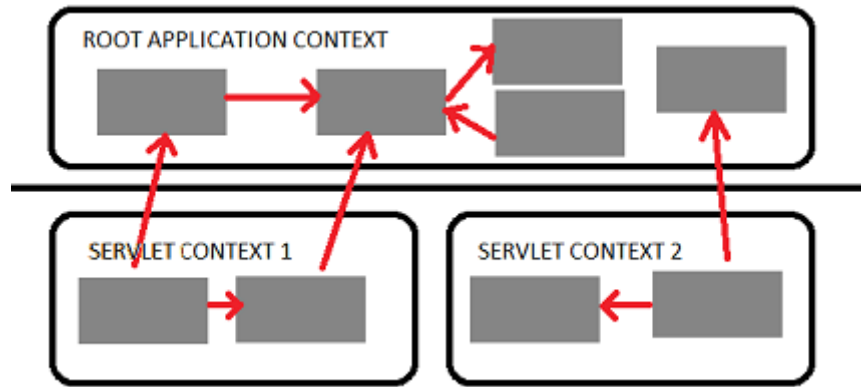 ROOT APPLICATION CONTEXT
SERVLET CONTEXT 1
SERVLET CONTEXT 2